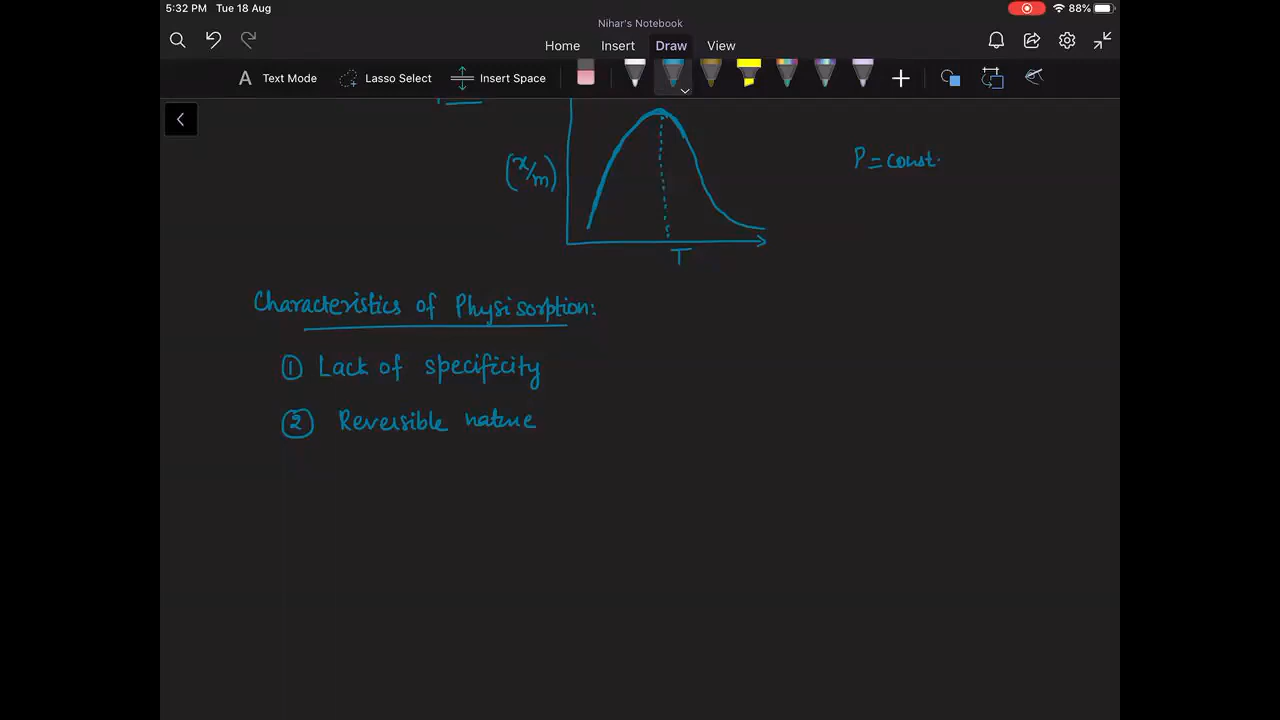 5:32 PM Tue 18 Aug
88%
Nihar's Notebook
Home Insert Draw View
A Text Mode Lasso Select Insert Space
(x/m)
P = const.
T
Characteristics of Physisorption:
① Lack of specificity
② Reversible nature